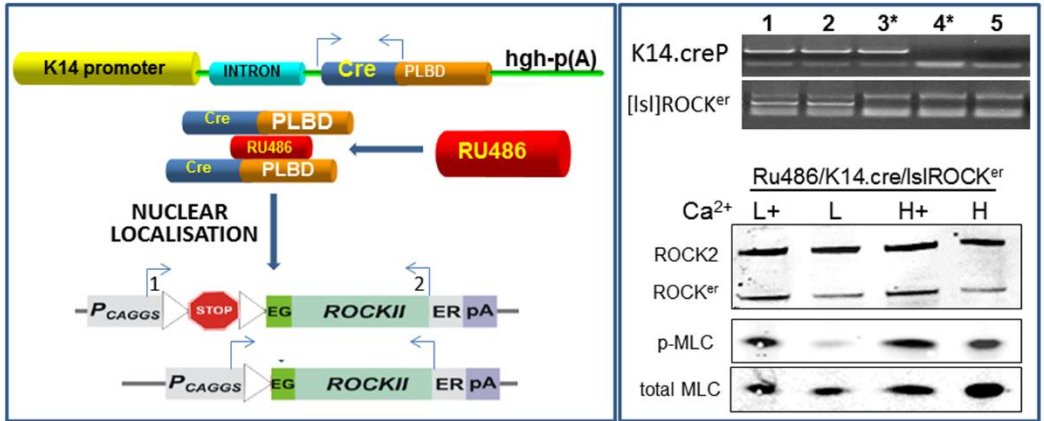 K14 promoter INTRON Cre PLBD hgh-p(A)
Cre PLBD
RU486
Cre PLBD
RU486
NUCLEAR
LOCALISATION
1 2
PCAGGS STOP EG ROCKII ER pA
PCAGGS EG ROCKII ER pA
1 2 3* 4* 5
K14.creP
[lsl]ROCKer
Ru486/K14.cre/lslROCKer
Ca2+ L+ L H+ H
ROCK2
ROCKer
p-MLC
total MLC